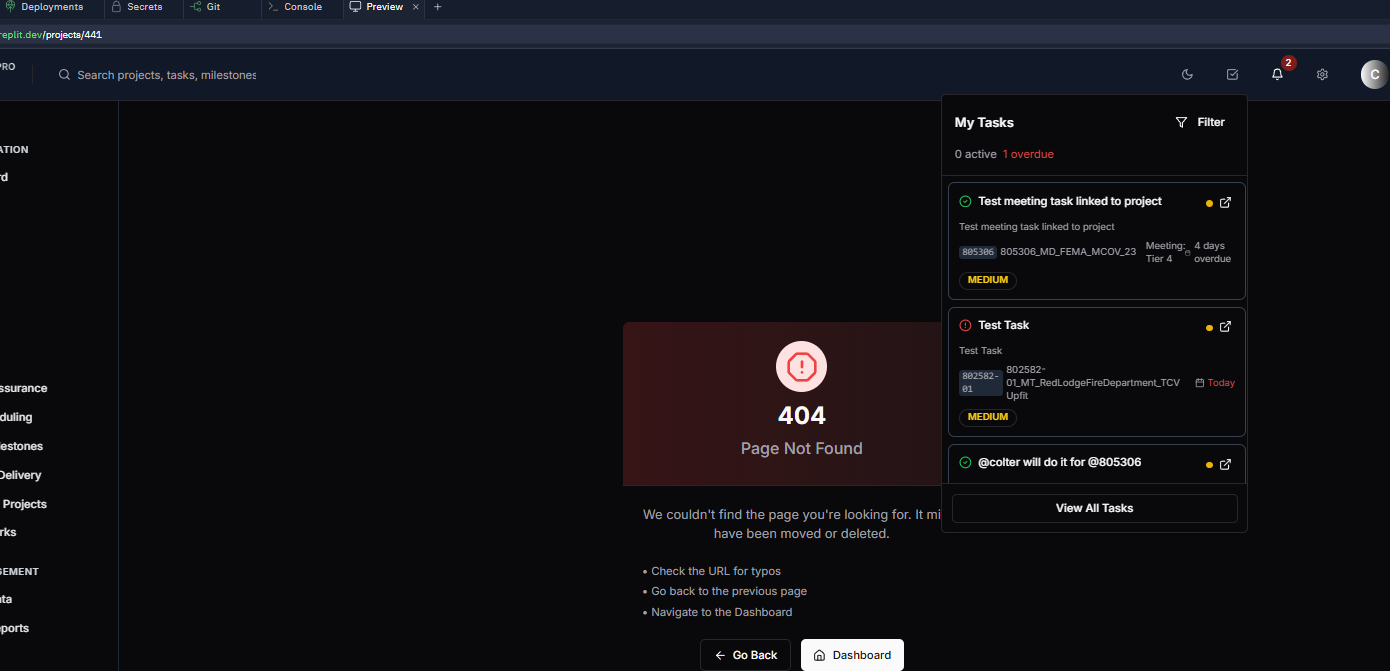 Deployments
Secrets
Git
Console
Preview
replit.dev/projects/441
PRO
Search projects, tasks, milestones
2
C
ATION
rd
ssurance
duling
lestones
Delivery
Projects
rks
GEMENT
ta
ports
404
Page Not Found
We couldn't find the page you're looking for. It mi
have been moved or deleted.
• Check the URL for typos
• Go back to the previous page
• Navigate to the Dashboard
Go Back
Dashboard
My Tasks
Filter
0 active 1 overdue
Test meeting task linked to project
Test meeting task linked to project
805306 805306_MD_FEMA_MCOV_23
Meeting: Tier 4
4 days overdue
MEDIUM
Test Task
Test Task
802582-01
802582-
01_MT_RedLodgeFireDepartment_TCV
Upfit
Today
MEDIUM
@colter will do it for @805306
View All Tasks